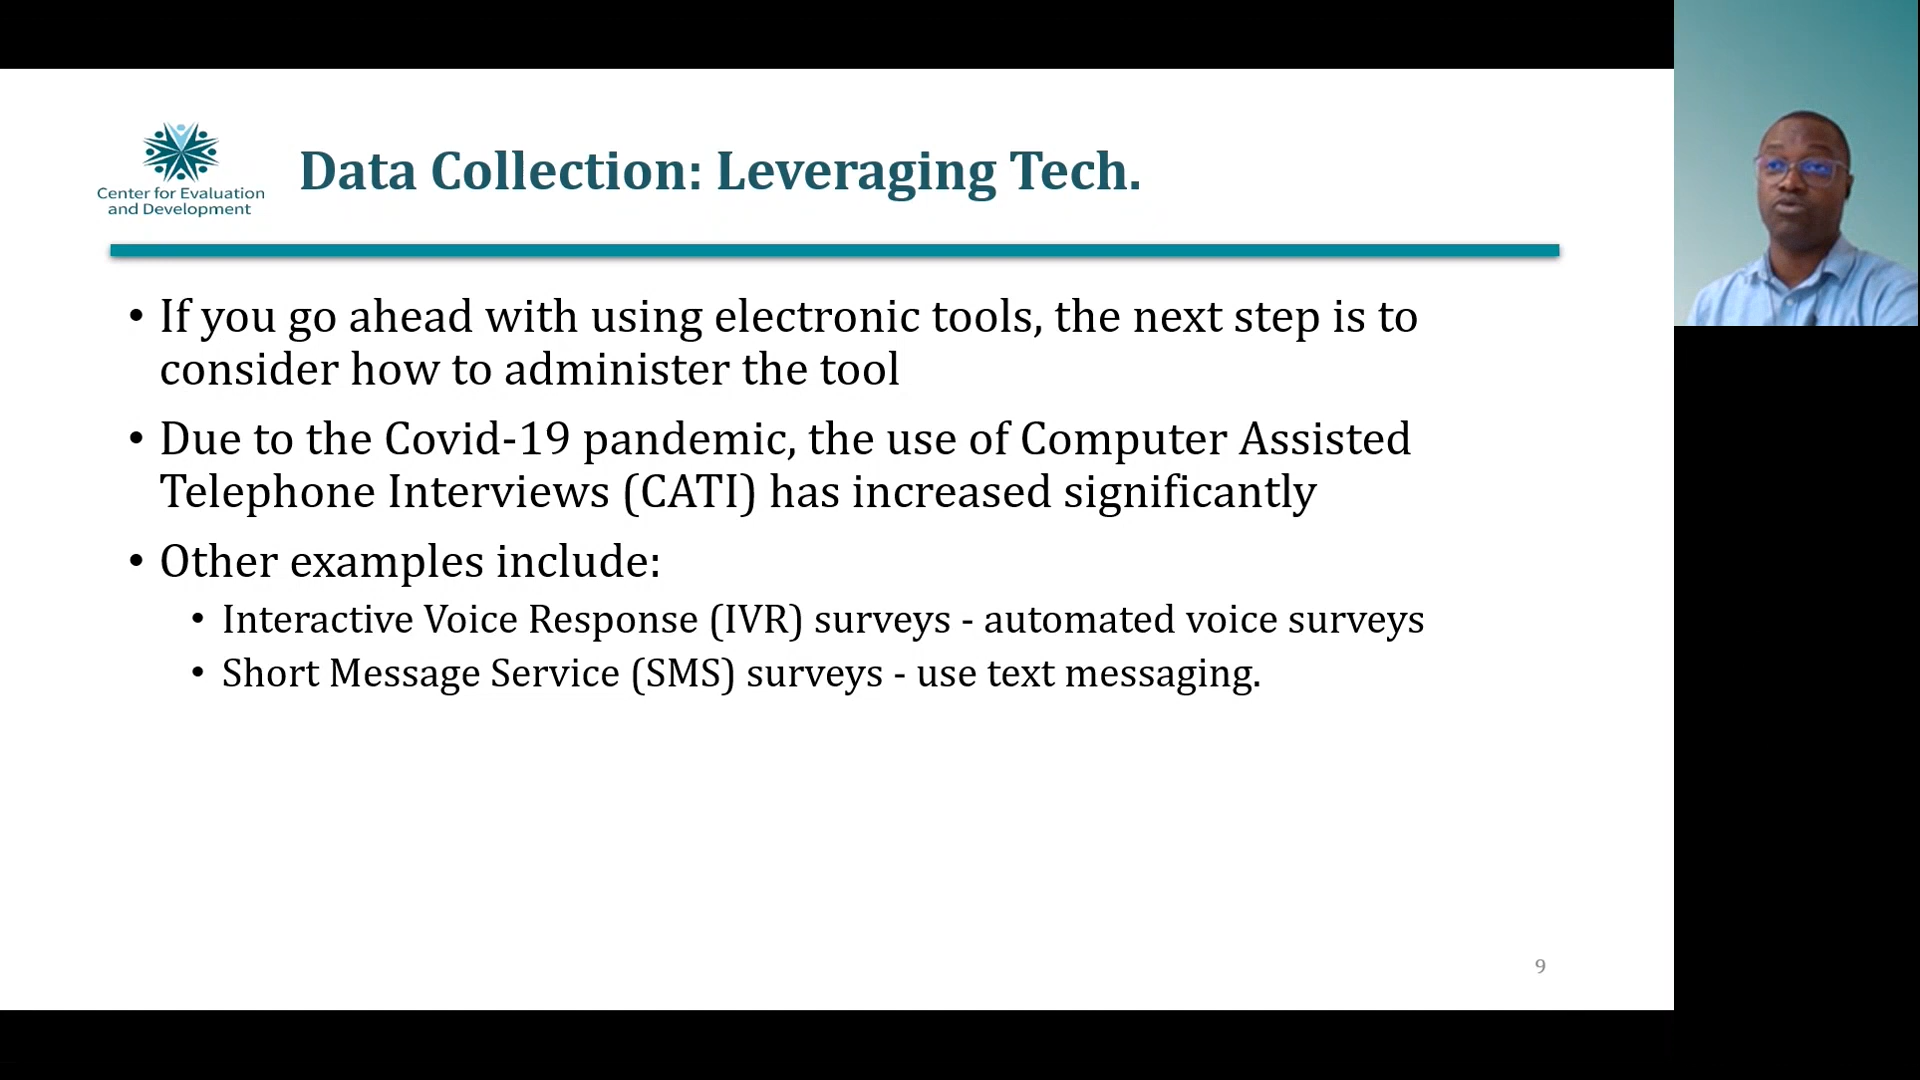 Center for Evaluation
and Development
Data Collection: Leveraging Tech.
• If you go ahead with using electronic tools, the next step is to
consider how to administer the tool
• Due to the Covid-19 pandemic, the use of Computer Assisted
Telephone Interviews (CATI) has increased significantly
• Other examples include:
• Interactive Voice Response (IVR) surveys - automated voice surveys
• Short Message Service (SMS) surveys - use text messaging.
9